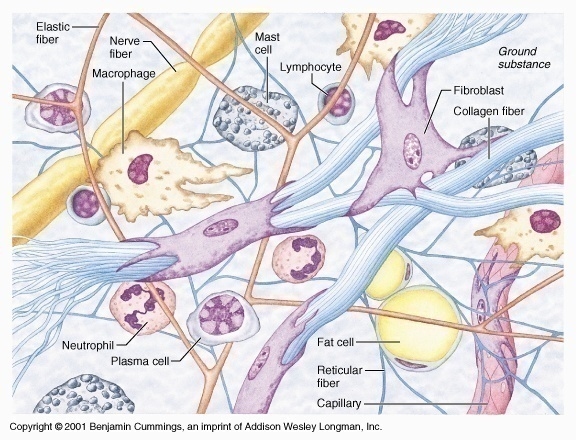 Elastic
fiber
Nerve
fiber
Macrophage
Mast
cell
Lymphocyte
Ground
substance
Fibroblast
Collagen fiber
Neutrophil
Plasma cell
Fat cell
Reticular
fiber
Capillary
Copyright © 2001 Benjamin Cummings, an imprint of Addison Wesley Longman, Inc.